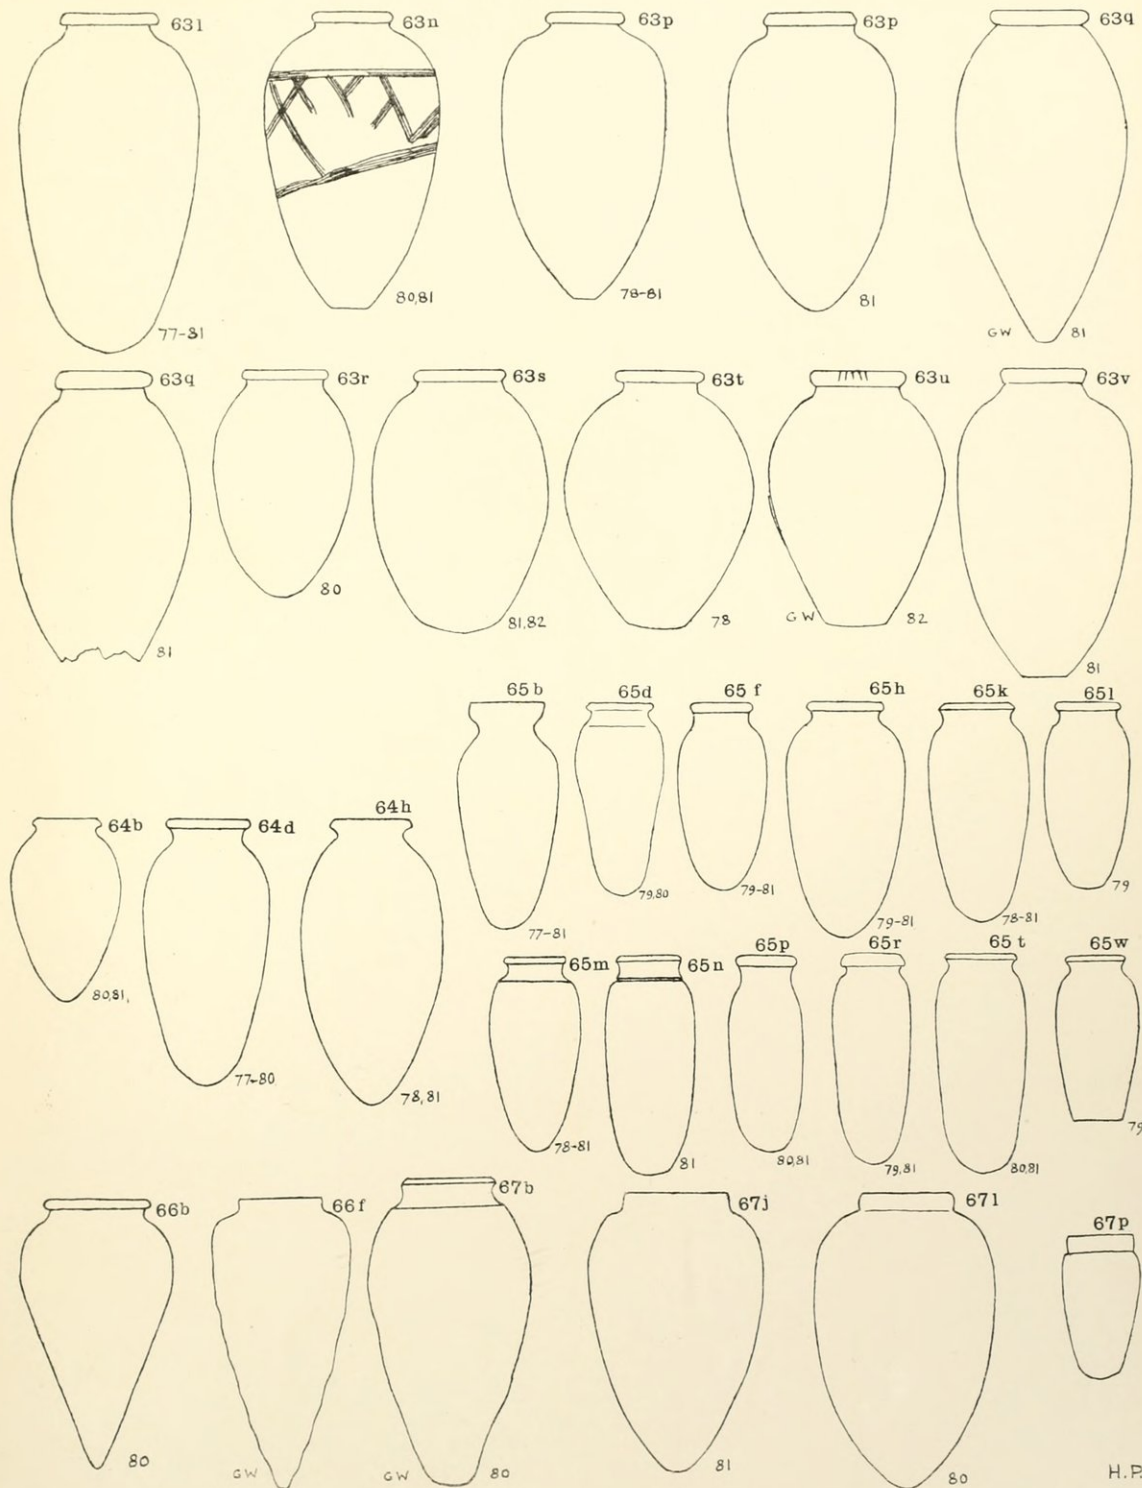 63l 63n 63p 63p 63q
77-81 80,81 78-81 81 GW 81
63q 63r 63s 63t 63u 63v
81 80 81,82 78 GW 82 81
65b 65d 65f 65h 65k 65l
77-81 79,80 79-81 79-81 78-81 79
64b 64d 64h
80,81, 77-80 78,81
65m 65n 65p 65r 65t 65w
78-81 81 80,81 79,81 80,81 79
66b 66f 67b 67j 67l 67p
80 GW GW 80 81 80
H.P.